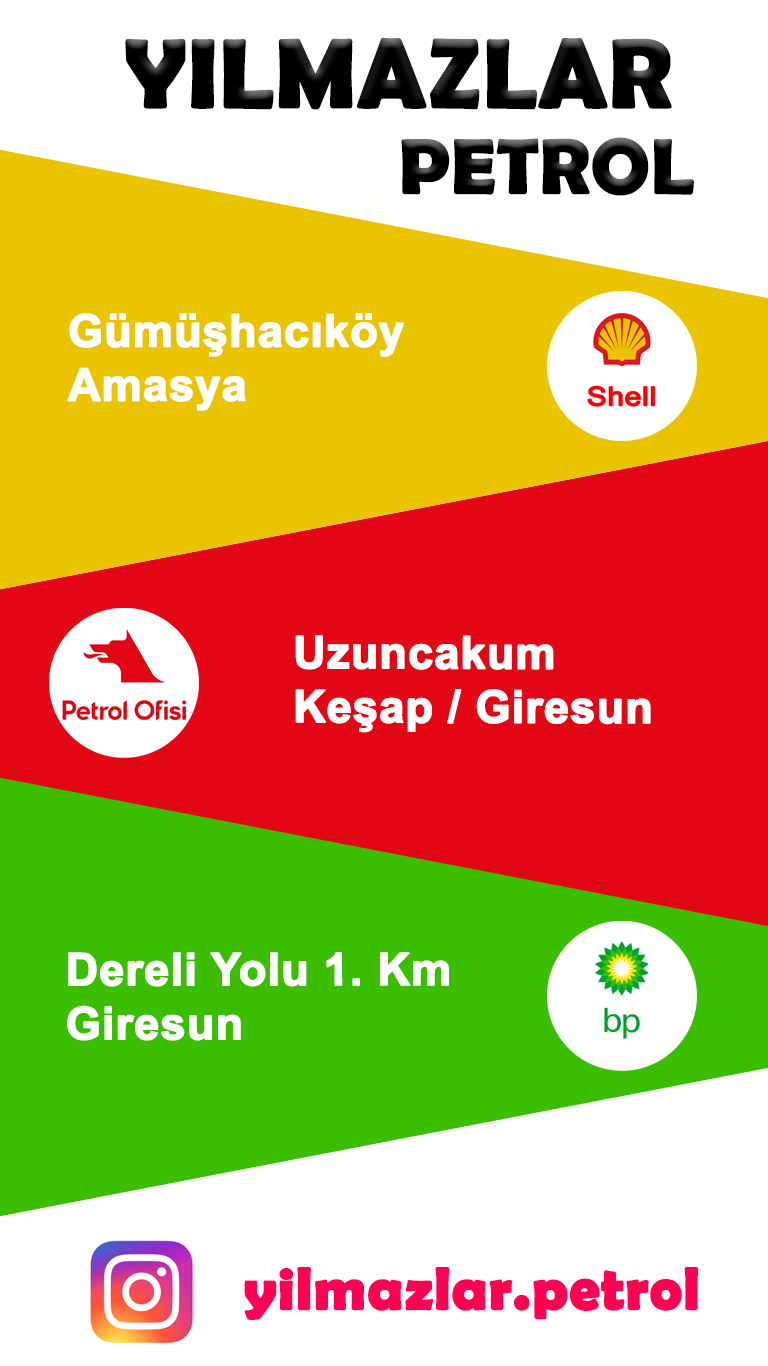 YILMAZLAR
PETROL
Gümüşhacıköy
Amasya
Shell
Uzuncakum
Keşap / Giresun
Petrol Ofisi
Dereli Yolu 1. Km
Giresun
bp
yilmazlar.petrol